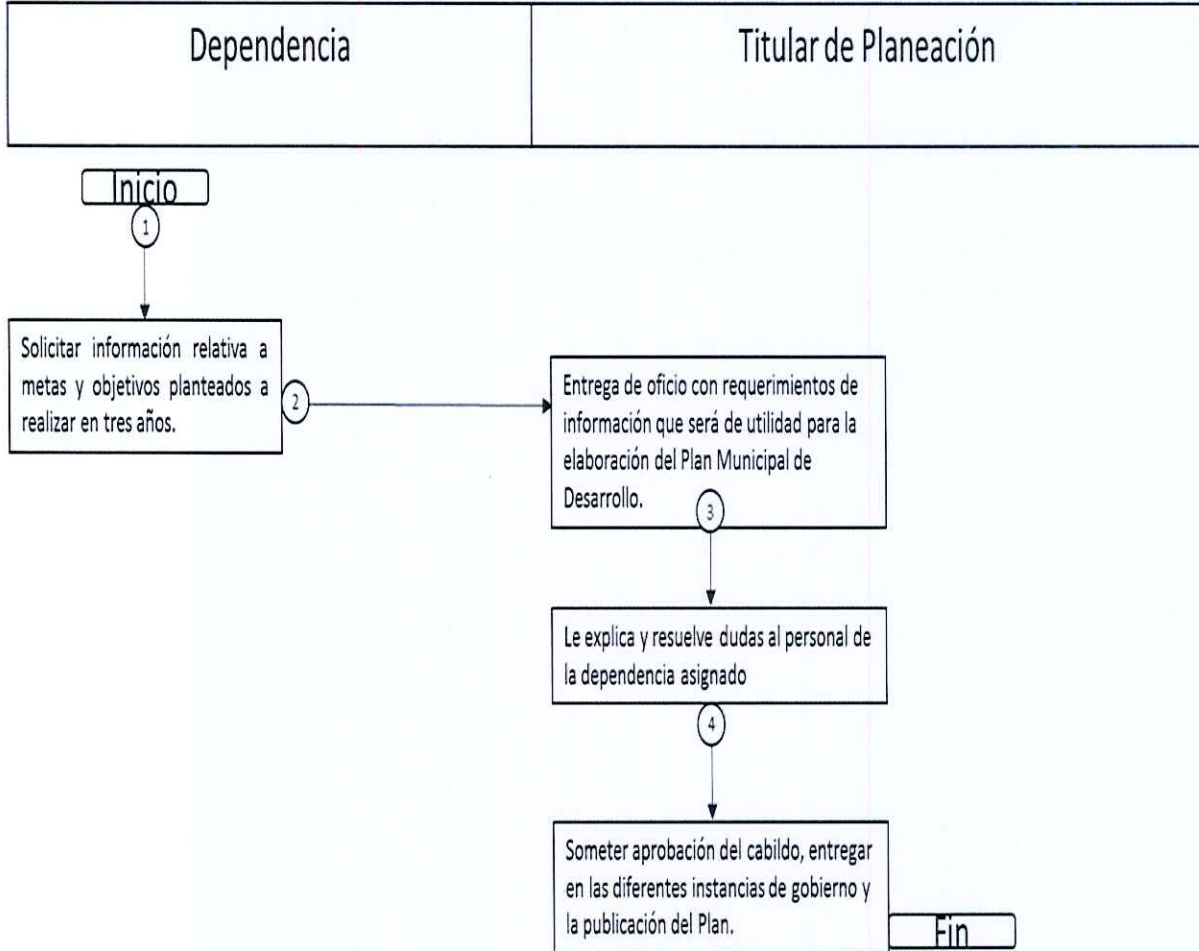 Dependencia
Titular de Planeación
Inicio
1
Solicitar información relativa a
metas y objetivos planteados a
realizar en tres años.
2
Entrega de oficio con requerimientos de
información que será de utilidad para la
elaboración del Plan Municipal de
Desarrollo.
3
Le explica y resuelve dudas al personal de
la dependencia asignado
4
Someter aprobación del cabildo, entregar
en las diferentes instancias de gobierno y
la publicación del Plan.
Fin